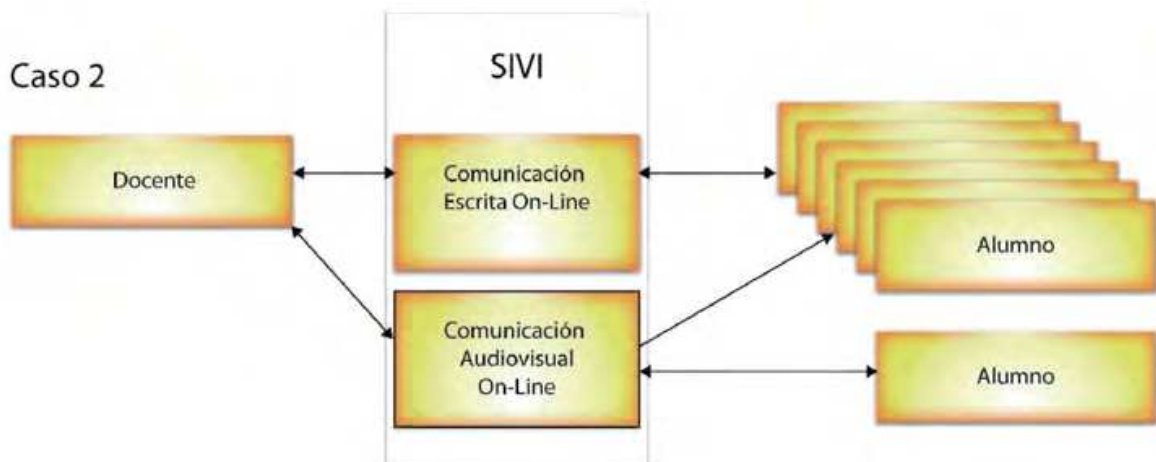 Caso 2
SIVI
Docente
Comunicación
Escrita On-Line
Alumno
Comunicación
Audiovisual
On-Line
Alumno